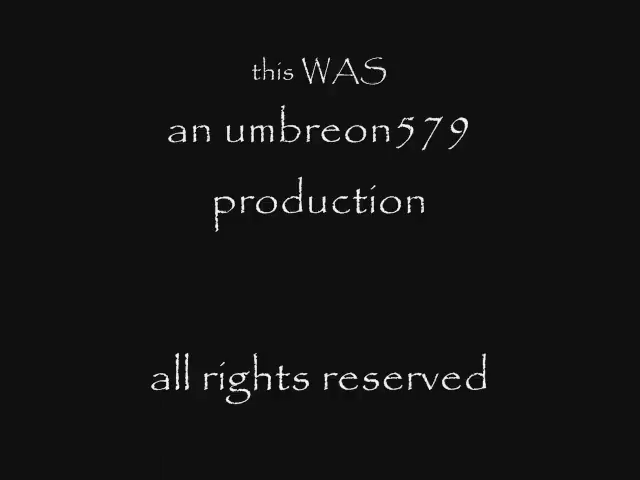 this WAS
an umbreon579
production
all rights reserved